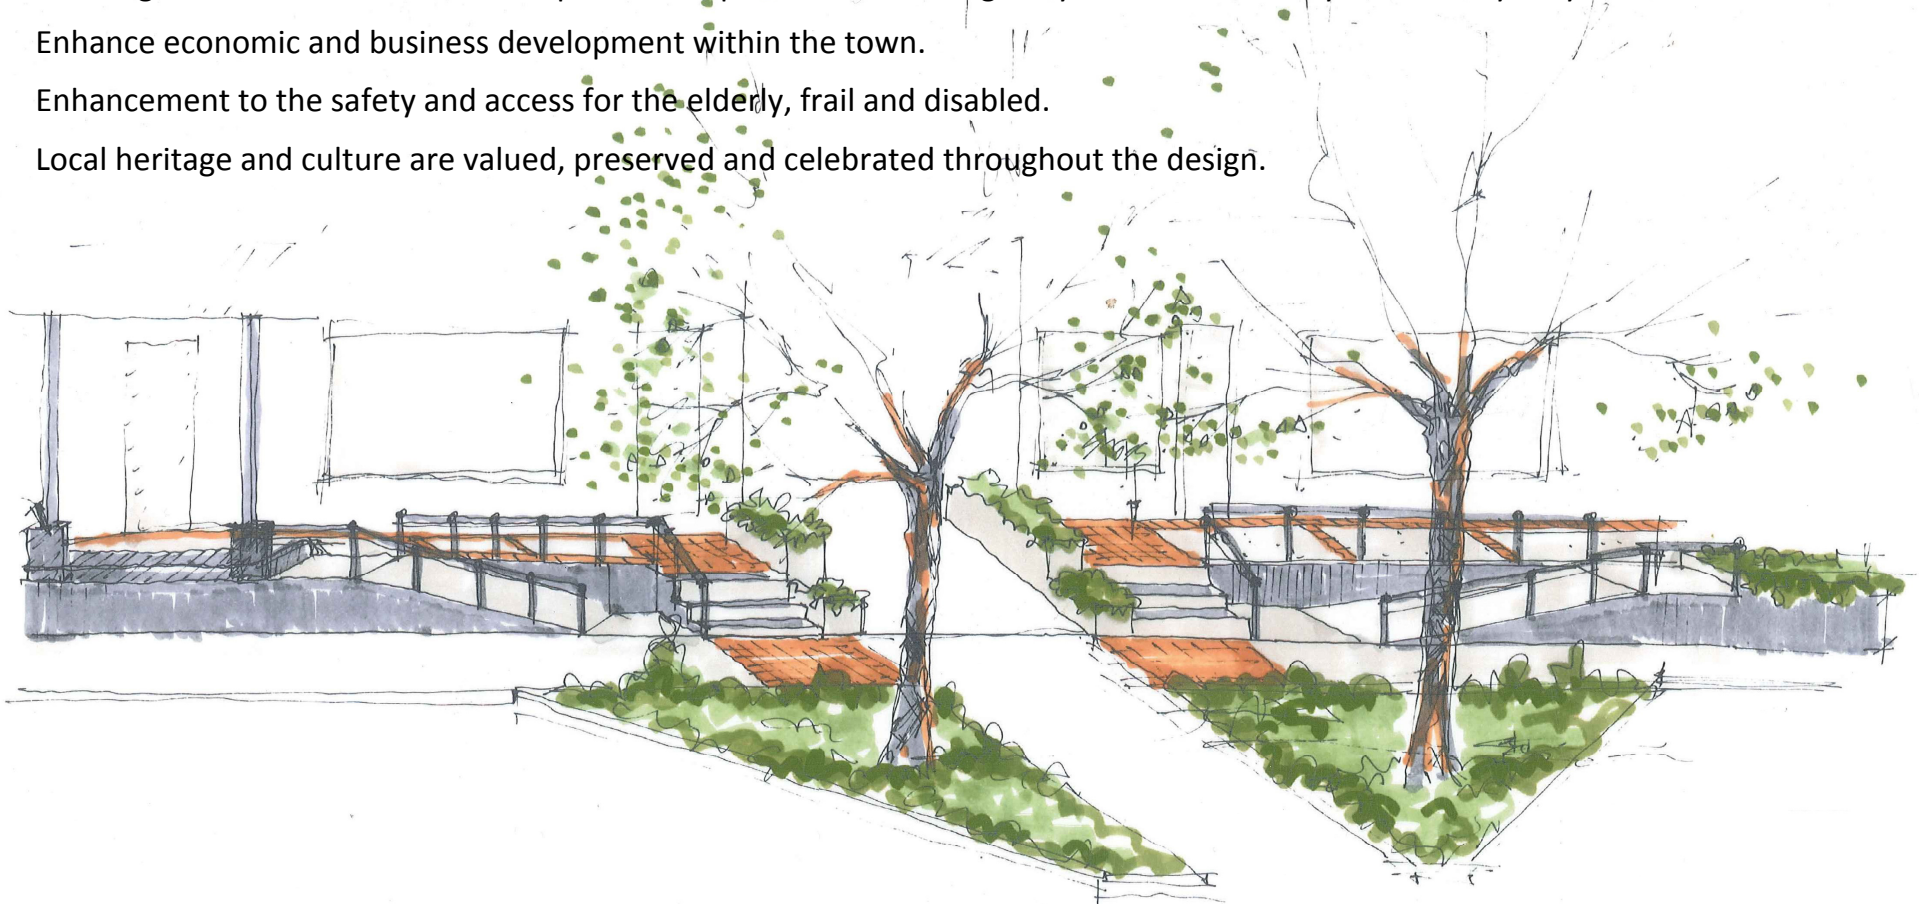 Enhance economic and business development within the town.
Enhancement to the safety and access for the elderly, frail and disabled.
Local heritage and culture are valued, preserved and celebrated throughout the design.